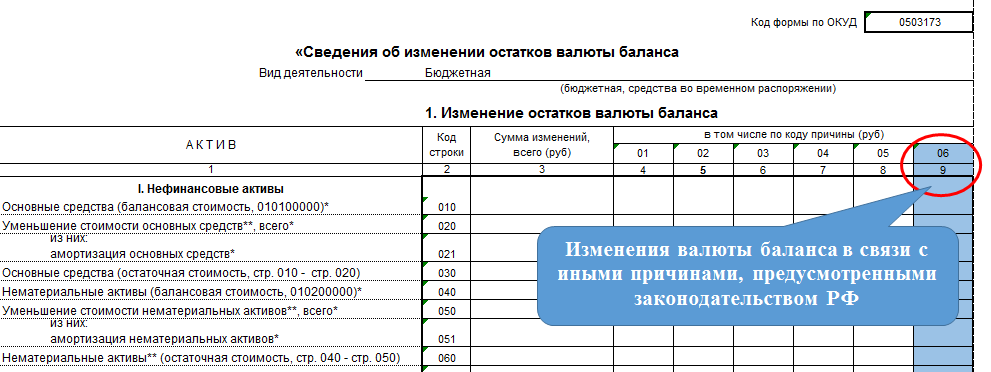 Код формы по ОКУД 0503173
«Сведения об изменении остатков валюты баланса
Вид деятельности Бюджетная
(бюджетная, средства во временном распоряжении)
1. Изменение остатков валюты баланса
А К Т И В Код строки Сумма изменений, всего (руб) в том числе по коду причины (руб)
01 02 03 04 05 06
1 2 3 4 5 6 7 8 9
I. Нефинансовые активы
Основные средства (балансовая стоимость, 010100000)* 010
Уменьшение стоимости основных средств**, всего* 020
из них:
амортизация основных средств* 021
Основные средства (остаточная стоимость, стр. 010 - стр. 020) 030
Нематериальные активы (балансовая стоимость, 010200000)* 040
Уменьшение стоимости нематериальных активов**, всего* 050
из них:
амортизация нематериальных активов* 051
Нематериальные активы** (остаточная стоимость, стр. 040 - стр. 050) 060
Изменения валюты баланса в связи с
иными причинами, предусмотренными
законодательством РФ